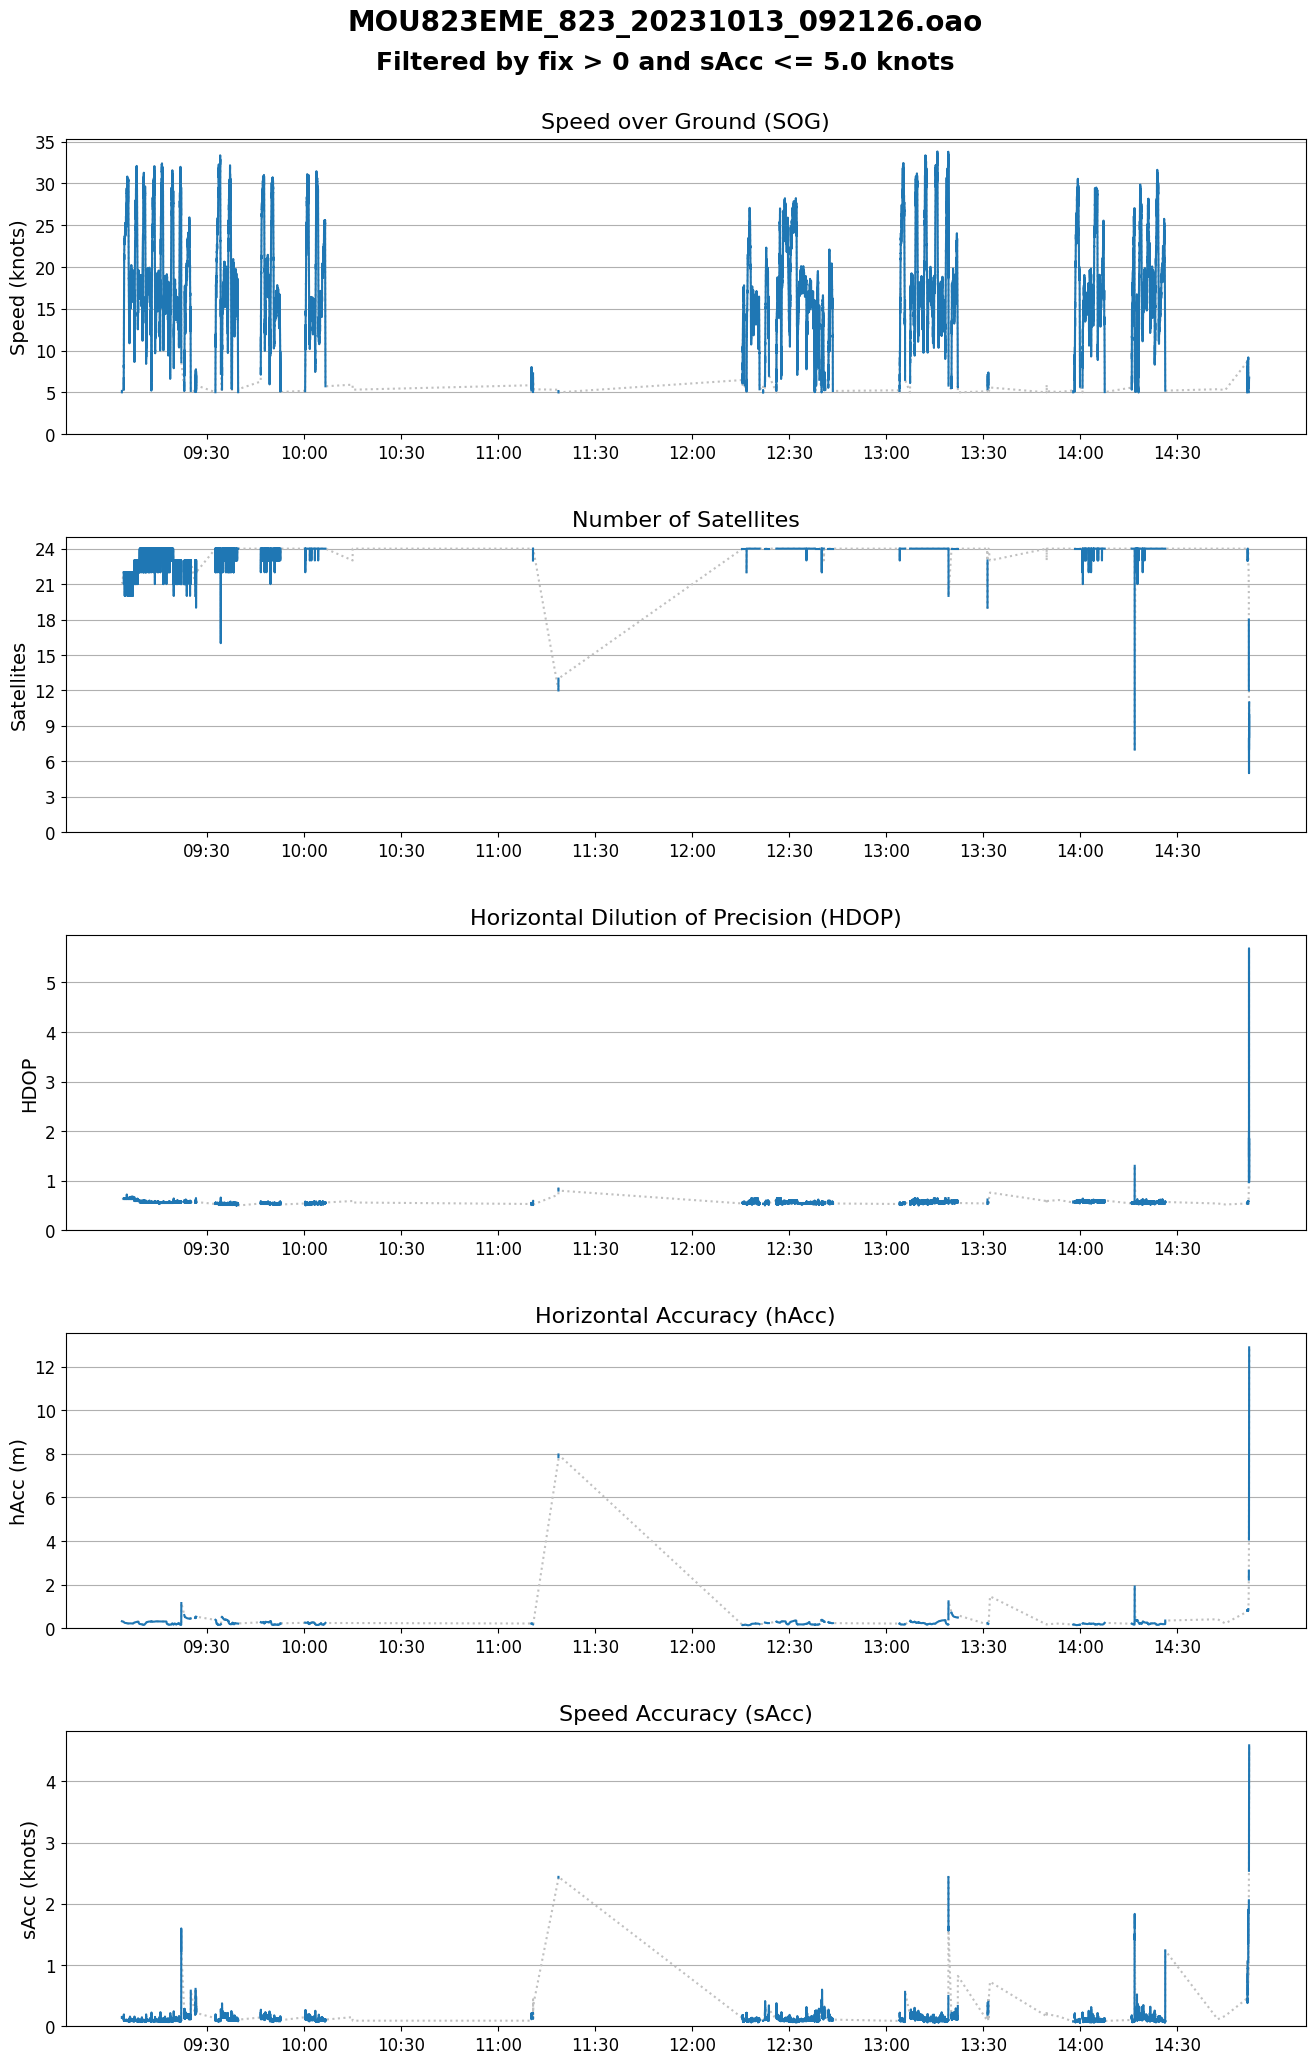 MOU823EME_823_20231013_092126.oao
Filtered by fix > 0 and sAcc <= 5.0 knots
Speed over Ground (SOG)
Speed (knots)
35
30
25
20
15
10
5
0
09:30 10:00 10:30 11:00 11:30 12:00 12:30 13:00 13:30 14:00 14:30
Number of Satellites
Satellites
24
21
18
15
12
9
6
3
0
09:30 10:00 10:30 11:00 11:30 12:00 12:30 13:00 13:30 14:00 14:30
Horizontal Dilution of Precision (HDOP)
HDOP
5
4
3
2
1
0
09:30 10:00 10:30 11:00 11:30 12:00 12:30 13:00 13:30 14:00 14:30
Horizontal Accuracy (hAcc)
hAcc (m)
12
10
8
6
4
2
0
09:30 10:00 10:30 11:00 11:30 12:00 12:30 13:00 13:30 14:00 14:30
Speed Accuracy (sAcc)
sAcc (knots)
4
3
2
1
0
09:30 10:00 10:30 11:00 11:30 12:00 12:30 13:00 13:30 14:00 14:30